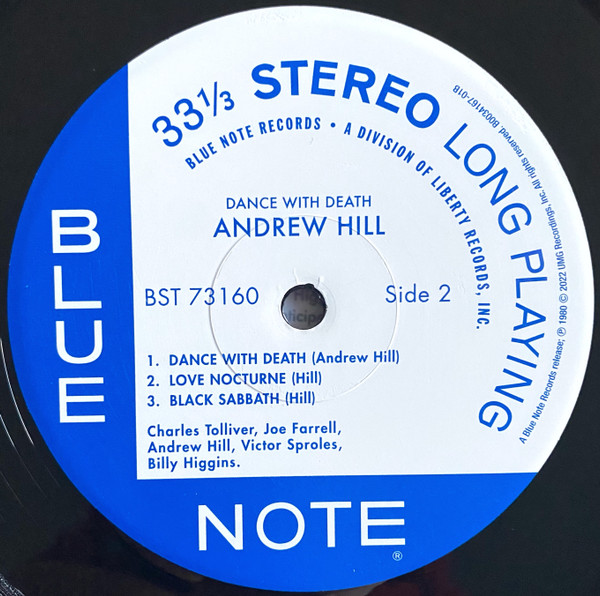 33⅓ STEREO LONG PLAYING
BLUE NOTE RECORDS • A DIVISION OF LIBERTY RECORDS, INC.
DANCE WITH DEATH
ANDREW HILL
BST 73160
Side 2
1. DANCE WITH DEATH (Andrew Hill)
2. LOVE NOCTURNE (Hill)
3. BLACK SABBATH (Hill)
Charles Tolliver, Joe Farrell,
Andrew Hill, Victor Sproles,
Billy Higgins.
A Blue Note Records release; ℗ 1980 © 2022 UMG Recordings, Inc. All rights reserved. B0034167-01B
BLUE
NOTE
®